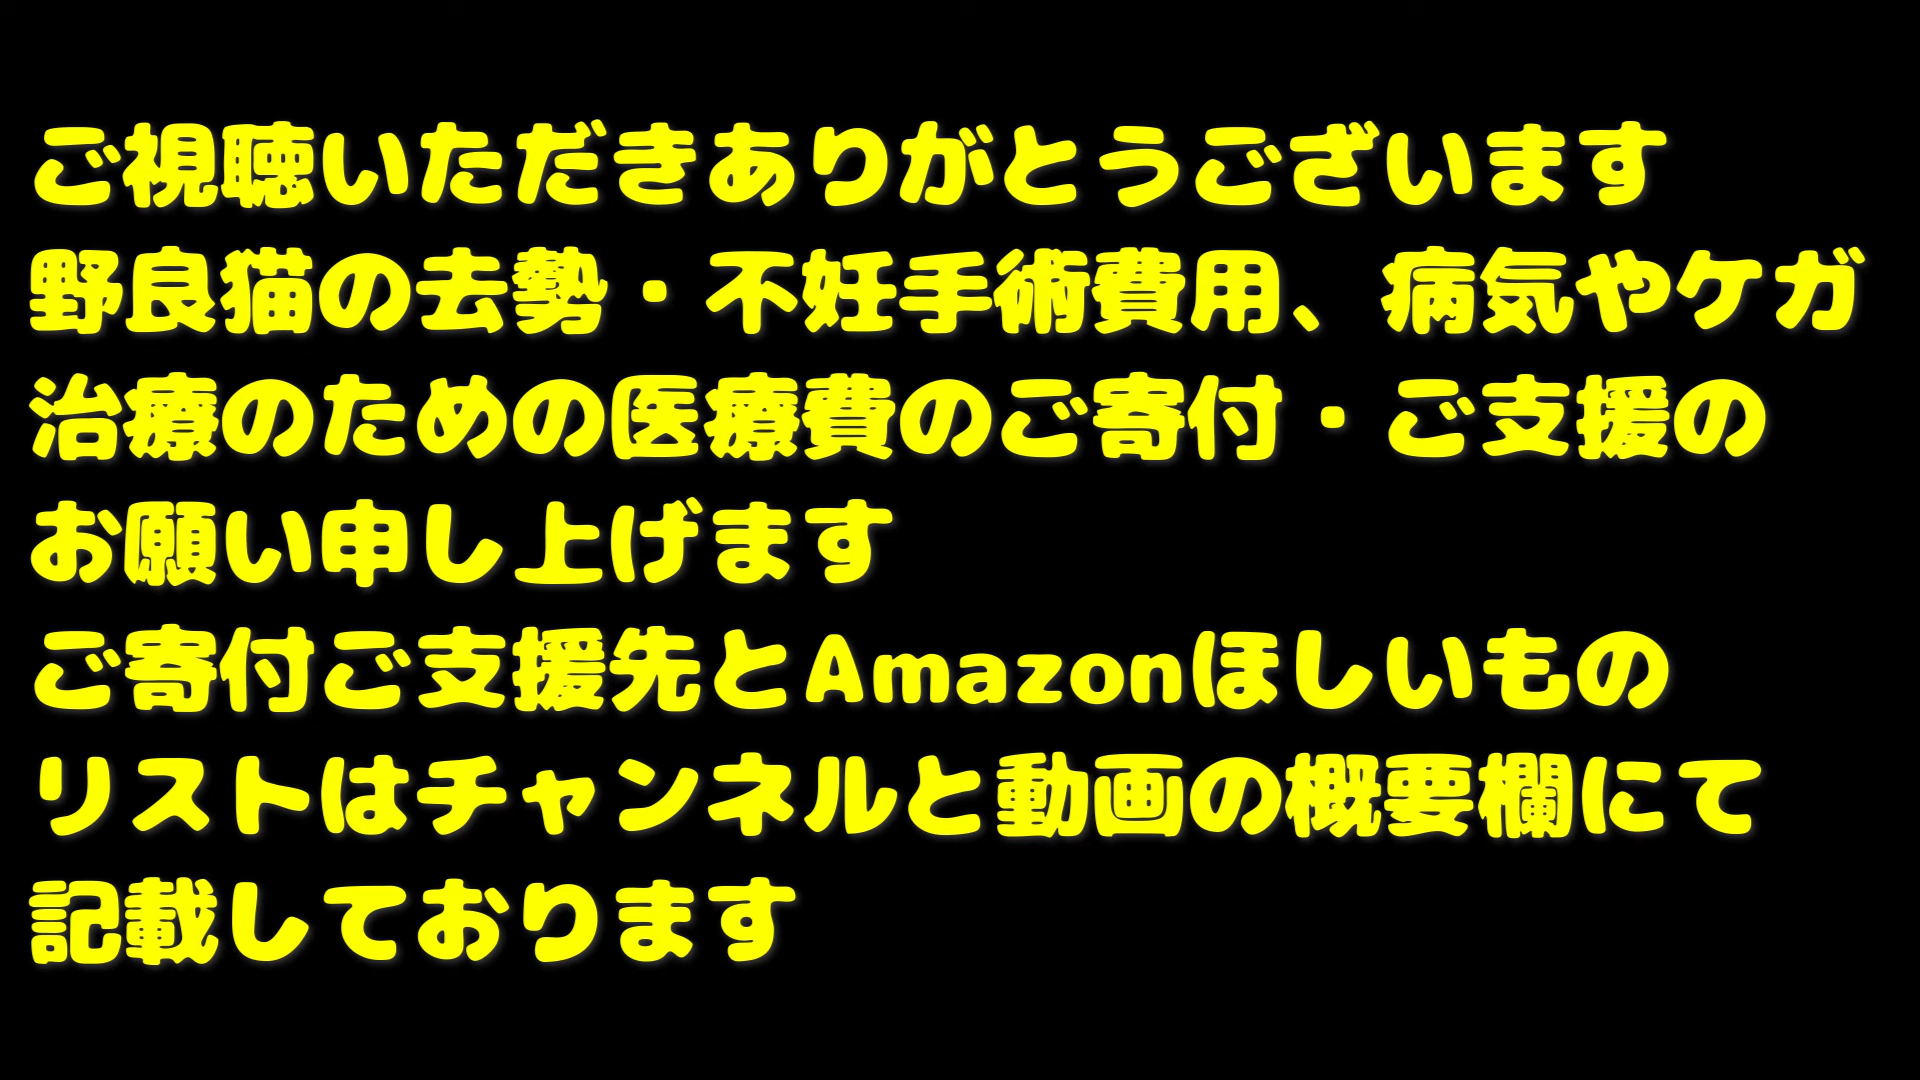 ご視聴いただきありがとうございます
野良猫の去勢・不妊手術費用、病気やケガ
治療のための医療費のご寄付・ご支援の
お願い申し上げます
ご寄付ご支援先とAmazonほしいもの
リストはチャンネルと動画の概要欄にて
記載しております